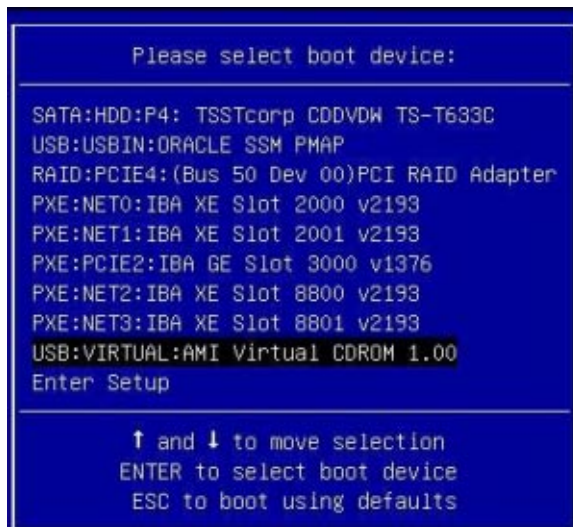 Please select boot device:
SATA:HDD:P4: TSSTcorp CDDVDW TS-T633C
USB:USBIN:ORACLE SSM PMAP
RAID:PCIE4:(Bus 50 Dev 00)PCI RAID Adapter
PXE:NET0:IBA XE Slot 2000 v2193
PXE:NET1:IBA XE Slot 2001 v2193
PXE:PCIE2:IBA GE Slot 3000 v1376
PXE:NET2:IBA XE Slot 8800 v2193
PXE:NET3:IBA XE Slot 8801 v2193
USB:VIRTUAL:AMI Virtual CDROM 1.00
Enter Setup
↑ and ↓ to move selection
ENTER to select boot device
ESC to boot using defaults